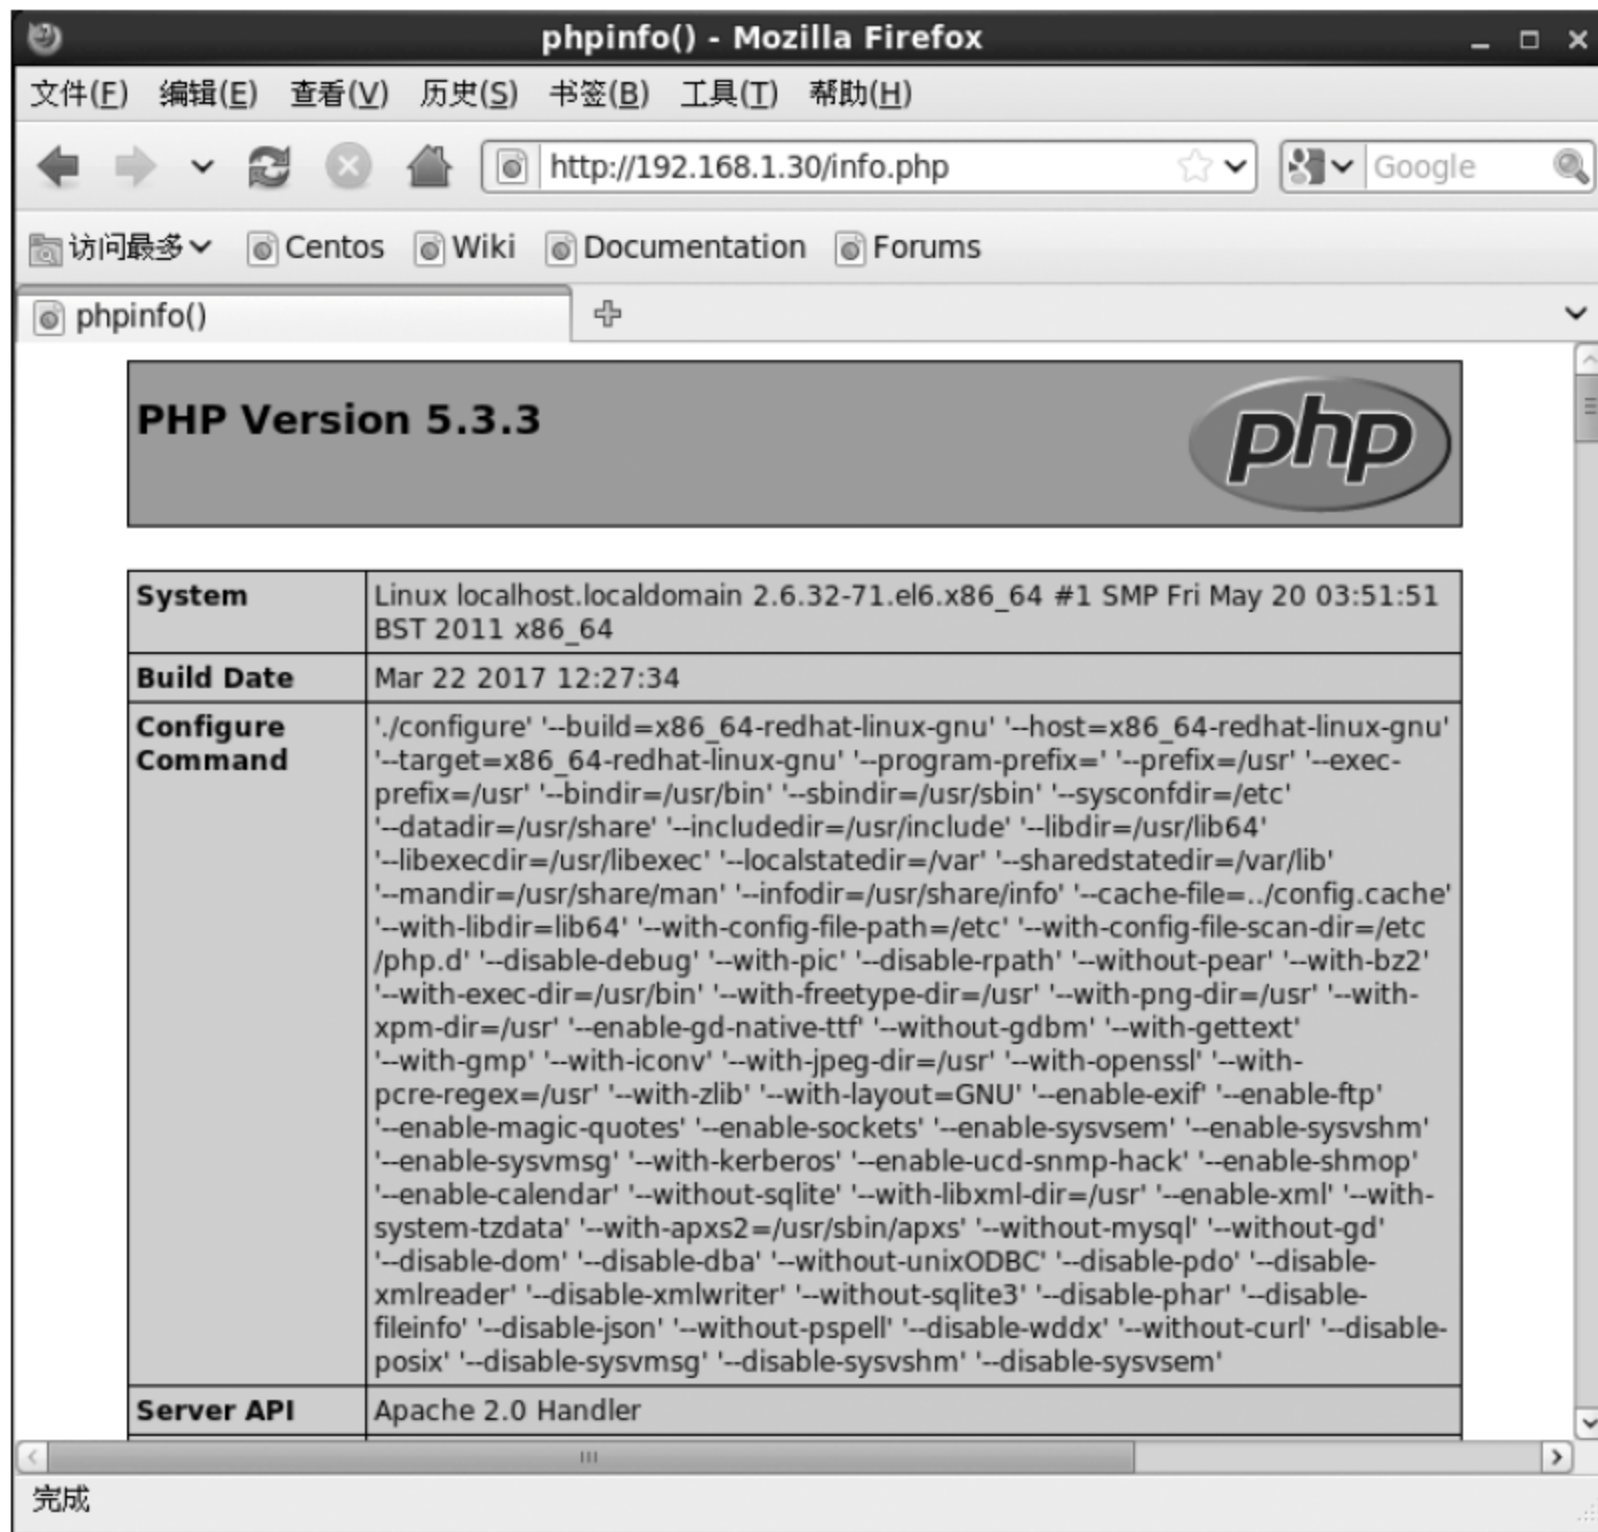 phpinfo() - Mozilla Firefox
文件(F) 编辑(E) 查看(V) 历史(S) 书签(B) 工具(T) 帮助(H)
http://192.168.1.30/info.php Google
访问最多 Centos Wiki Documentation Forums
phpinfo()
PHP Version 5.3.3 php
System Linux localhost.localdomain 2.6.32-71.el6.x86_64 #1 SMP Fri May 20 03:51:51
BST 2011 x86_64
Build Date Mar 22 2017 12:27:34
Configure './configure' '--build=x86_64-redhat-linux-gnu' '--host=x86_64-redhat-linux-gnu'
Command '--target=x86_64-redhat-linux-gnu' '--program-prefix=' '--prefix=/usr' '--exec-
prefix=/usr' '--bindir=/usr/bin' '--sbindir=/usr/sbin' '--sysconfdir=/etc'
'--datadir=/usr/share' '--includedir=/usr/include' '--libdir=/usr/lib64'
'--libexecdir=/usr/libexec' '--localstatedir=/var' '--sharedstatedir=/var/lib'
'--mandir=/usr/share/man' '--infodir=/usr/share/info' '--cache-file=../config.cache'
'--with-libdir=lib64' '--with-config-file-path=/etc' '--with-config-file-scan-dir=/etc
/php.d' '--disable-debug' '--with-pic' '--disable-rpath' '--without-pear' '--with-bz2'
'--with-exec-dir=/usr/bin' '--with-freetype-dir=/usr' '--with-png-dir=/usr' '--with-
xpm-dir=/usr' '--enable-gd-native-ttf' '--without-gdbm' '--with-gettext'
'--with-gmp' '--with-iconv' '--with-jpeg-dir=/usr' '--with-openssl' '--with-
pcre-regex=/usr' '--with-zlib' '--with-layout=GNU' '--enable-exif' '--enable-ftp'
'--enable-magic-quotes' '--enable-sockets' '--enable-sysvsem' '--enable-sysvshm'
'--enable-sysvmsg' '--with-kerberos' '--enable-ucd-snmp-hack' '--enable-shmop'
'--enable-calendar' '--without-sqlite' '--with-libxml-dir=/usr' '--enable-xml' '--with-
system-tzdata' '--with-apxs2=/usr/sbin/apxs' '--without-mysql' '--without-gd'
'--disable-dom' '--disable-dba' '--without-unixODBC' '--disable-pdo' '--disable-
xmlreader' '--disable-xmlwriter' '--without-sqlite3' '--disable-phar' '--disable-
fileinfo' '--disable-json' '--without-pspell' '--disable-wddx' '--without-curl' '--disable-
posix' '--disable-sysvmsg' '--disable-sysvshm' '--disable-sysvsem'
Server API Apache 2.0 Handler
完成